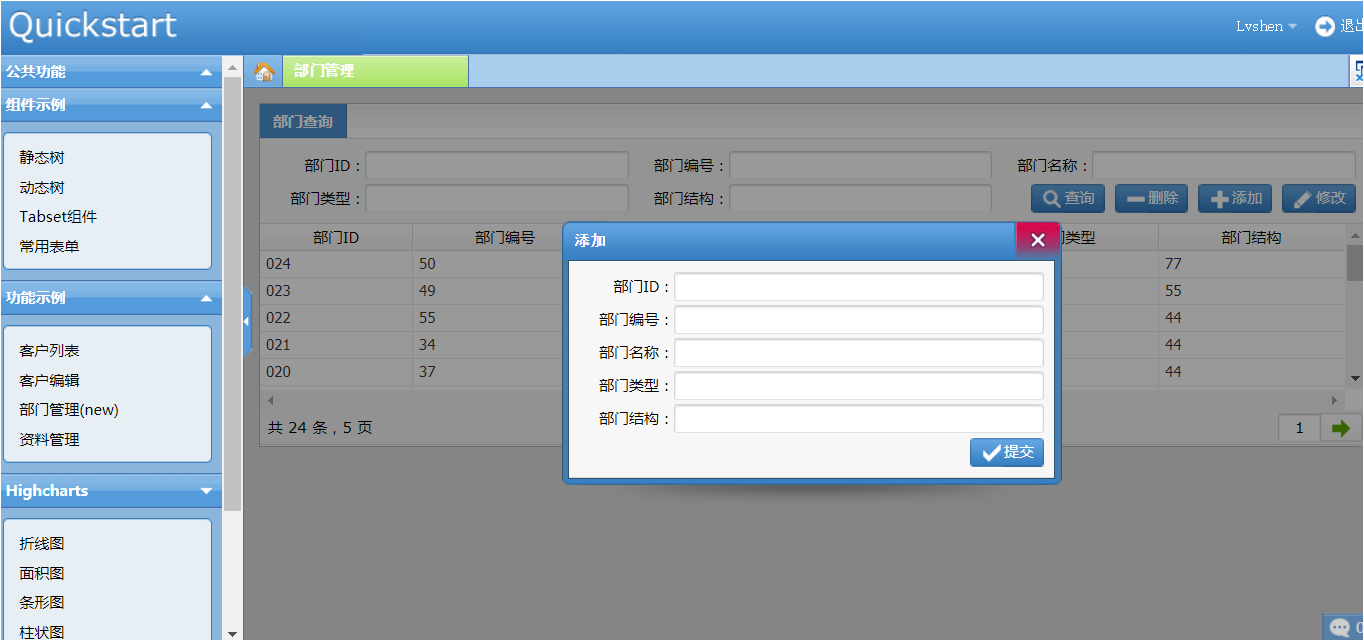 Quickstart
Lvshen
公共功能
组件示例
静态树
动态树
Tabset组件
常用表单
功能示例
客户列表
客户编辑
部门管理(new)
资料管理
Highcharts
折线图
面积图
条形图
柱状图
部门管理
部门查询
部门ID： 部门编号： 部门名称：
部门类型： 部门结构： 查询 删除 添加 修改
部门ID 部门编号 类型 部门结构
024 50 77
023 49 55
022 55 44
021 34 44
020 37 44
共 24 条，5 页 1
添加
部门ID：
部门编号：
部门名称：
部门类型：
部门结构：
提交